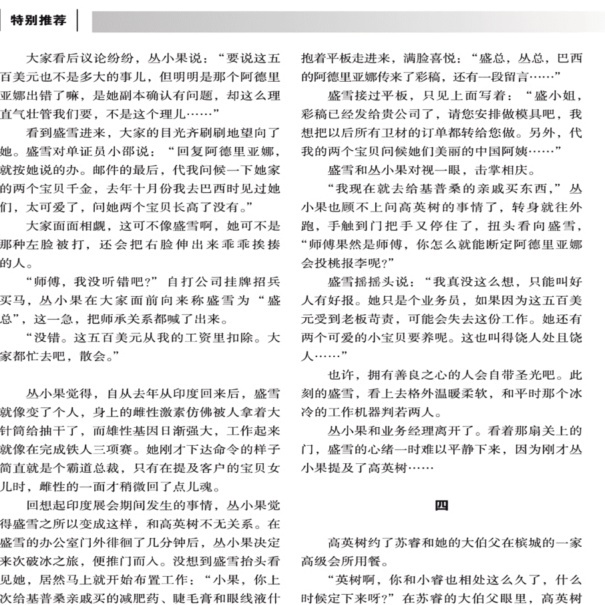 特别推荐
大家看后议论纷纷，丛小果说：“要说这五
百美元也不是多大的事儿，但明明是那个阿德里
亚娜出错了嘛，是她副本确认有问题，却这么理
直气壮管我们要，不是这个理儿……”
看到盛雪进来，大家的目光齐刷刷地望向了
她。盛雪对单证员小邵说：“回复阿德里亚娜，
就按她说的办。邮件的最后，代我问候一下她家
的两个宝贝千金，去年十月份我去巴西时见过她
们，太可爱了，问她两个宝贝长高了没有。”
大家面面相觑，这可不像盛雪啊，她可不是
那种左脸被打，还会把右脸伸出来乖乖挨揍
的人。
“师傅，我没听错吧?” 自打公司挂牌招兵
买马，丛小果在大家面前向来称盛雪为“盛
总”，这一急，把师承关系都喊了出来。
“没错。这五百美元从我的工资里扣除。大
家都忙去吧，散会。”
丛小果觉得，自从去年从印度回来后，盛雪
就像变了个人，身上的雌性激素仿佛被人拿着大
针筒给抽干了，而雄性基因日渐强大，工作起来
就像在完成铁人三项赛。她刚才下达命令的样子
简直就是个霸道总裁，只有在提及客户的宝贝女
儿时，雌性的一面才稍微回了点儿魂。
回想起印度展会期间发生的事情，丛小果觉
得盛雪之所以变成这样，和高英树不无关系。在
盛雪的办公室门外徘徊了几分钟后，丛小果决定
来次破冰之旅，便推门而入。没想到盛雪抬头看
见她，居然马上就开始布置工作：“小果，你上
次给基普桑亲戚买的减肥药、睫毛膏和眼线液什
抱着平板走进来，满脸喜悦：“盛总，丛总，巴西
的阿德里亚娜传来了彩稿，还有一段留言……”
盛雪接过平板，只见上面写着：“盛小姐，
彩稿已经发给贵公司了，请您安排做模具吧，我
想把以后所有卫材的订单都转给您做。另外，代
我的两个宝贝问候她们美丽的中国阿姨……”
盛雪和丛小果对视一眼，击掌相庆。
“我现在就去给基普桑的亲戚买东西，”丛
小果也顾不上问高英树的事情了，转身就往外
跑，手触到门把手又停住了，扭头看向盛雪，
“师傅果然是师傅，你怎么就能断定阿德里亚娜
会投桃报李呢?”
盛雪摇摇头说：“我真没这么想，只能叫好
人有好报。她只是个业务员，如果因为这五百美
元受到老板苛责，可能会失去这份工作。她还有
两个可爱的小宝贝要养呢。这也叫得饶人处且饶
人……”
也许，拥有善良之心的人会自带圣光吧。此
刻的盛雪，看上去格外温暖柔软，和平时那个冰
冷的工作机器判若两人。
丛小果和业务经理离开了。看着那扇关上的
门，盛雪的心绪一时难以平静下来，因为刚才丛
小果提及了高英树……
四
高英树约了苏睿和她的大伯父在槟城的一家
高级会所用餐。
“英树啊，你和小睿也相处这么久了，什么
时候定下来呀?” 在苏睿的大伯父眼里，高英树